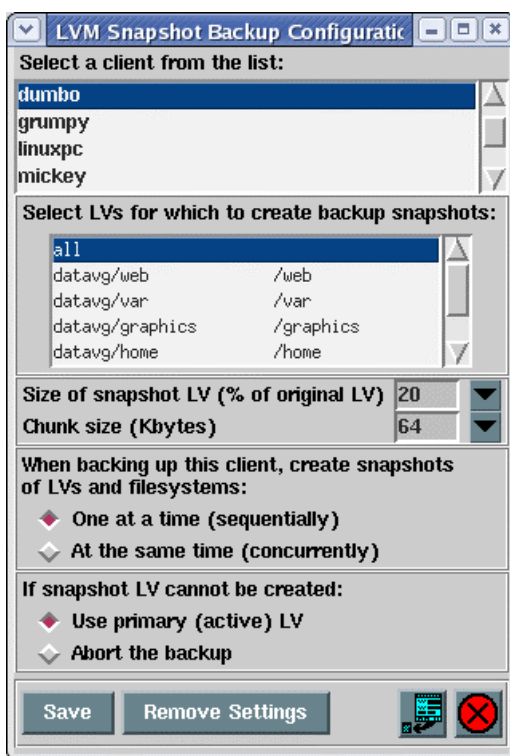 LVM Snapshot Backup Configuratic
Select a client from the list:
dumbo
grumpy
linuxpc
mickey
Select LVs for which to create backup snapshots:
all
datavg/web /web
datavg/var /var
datavg/graphics /graphics
datavg/home /home
Size of snapshot LV (% of original LV) 20
Chunk size (Kbytes) 64
When backing up this client, create snapshots
of LVs and filesystems:
One at a time (sequentially)
At the same time (concurrently)
If snapshot LV cannot be created:
Use primary (active) LV
Abort the backup
Save Remove Settings